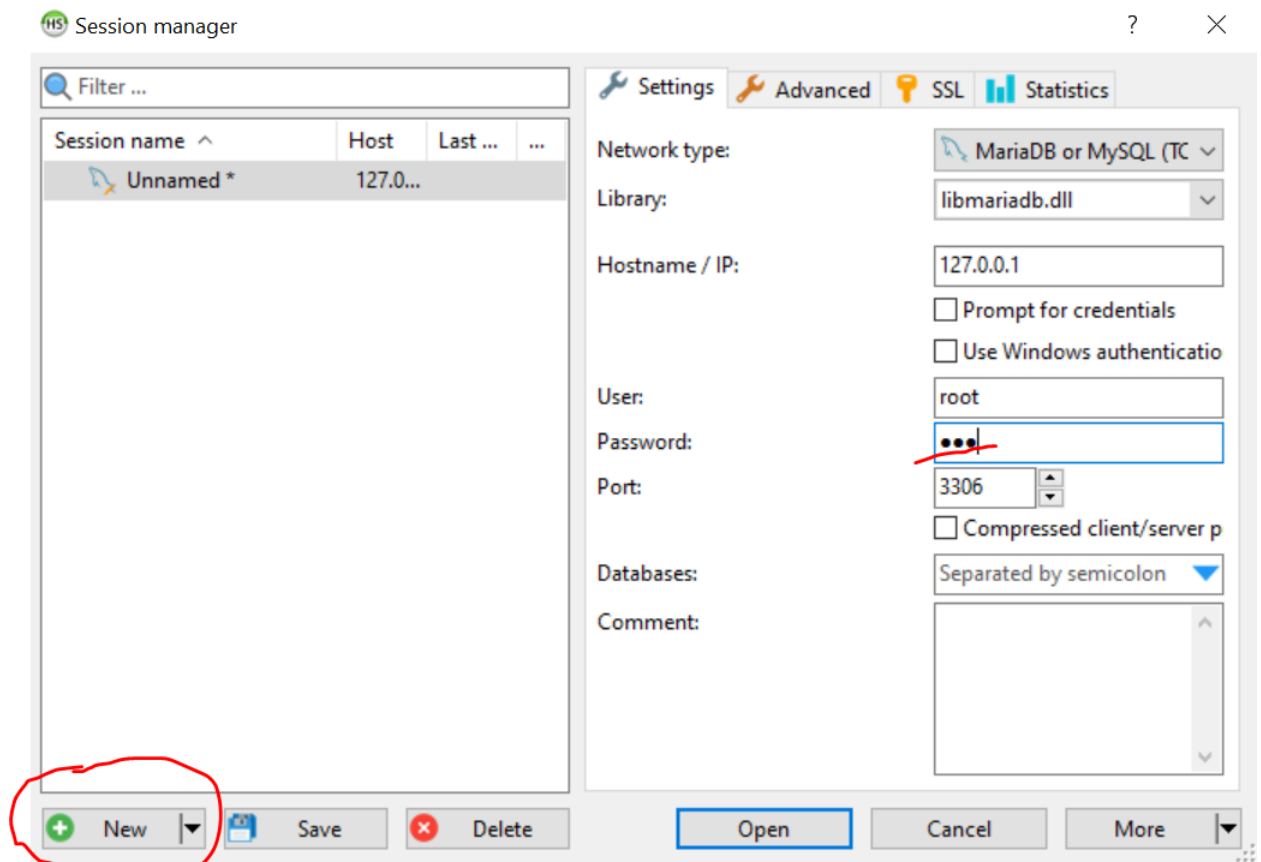 HS Session manager ?
Filter ...
Settings Advanced SSL Statistics
Session name Host Last ... ...
Unnamed * 127.0...
Network type: MariaDB or MySQL (TC
Library: libmariadb.dll
Hostname / IP: 127.0.0.1
Prompt for credentials
Use Windows authenticatio
User: root
Password: •••
Port: 3306
Compressed client/server p
Databases: Separated by semicolon
Comment:
New Save Delete Open Cancel More